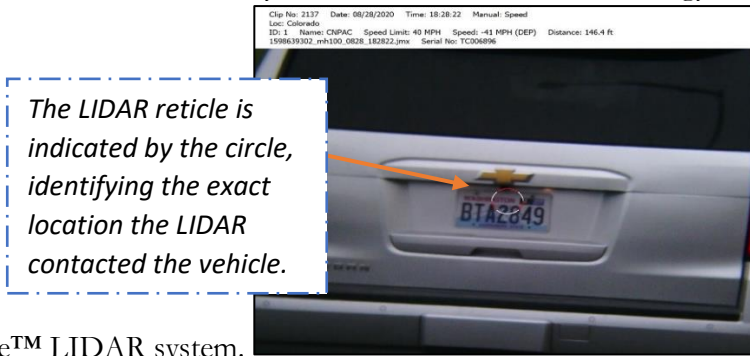 Clip No: 2137 Date: 08/28/2020 Time: 18:28:22 Manual: Speed
Loc: Colorado
ID: 1 Name: CNPAC Speed Limit: 40 MPH Speed: -41 MPH (DEP) Distance: 146.4 ft
1598639302_mh100_0828_182822.jmx Serial No: TC006896
The LIDAR reticle is
indicated by the circle,
identifying the exact
location the LIDAR
contacted the vehicle.
WASHINGTON
BTA2849
e™ LIDAR system.